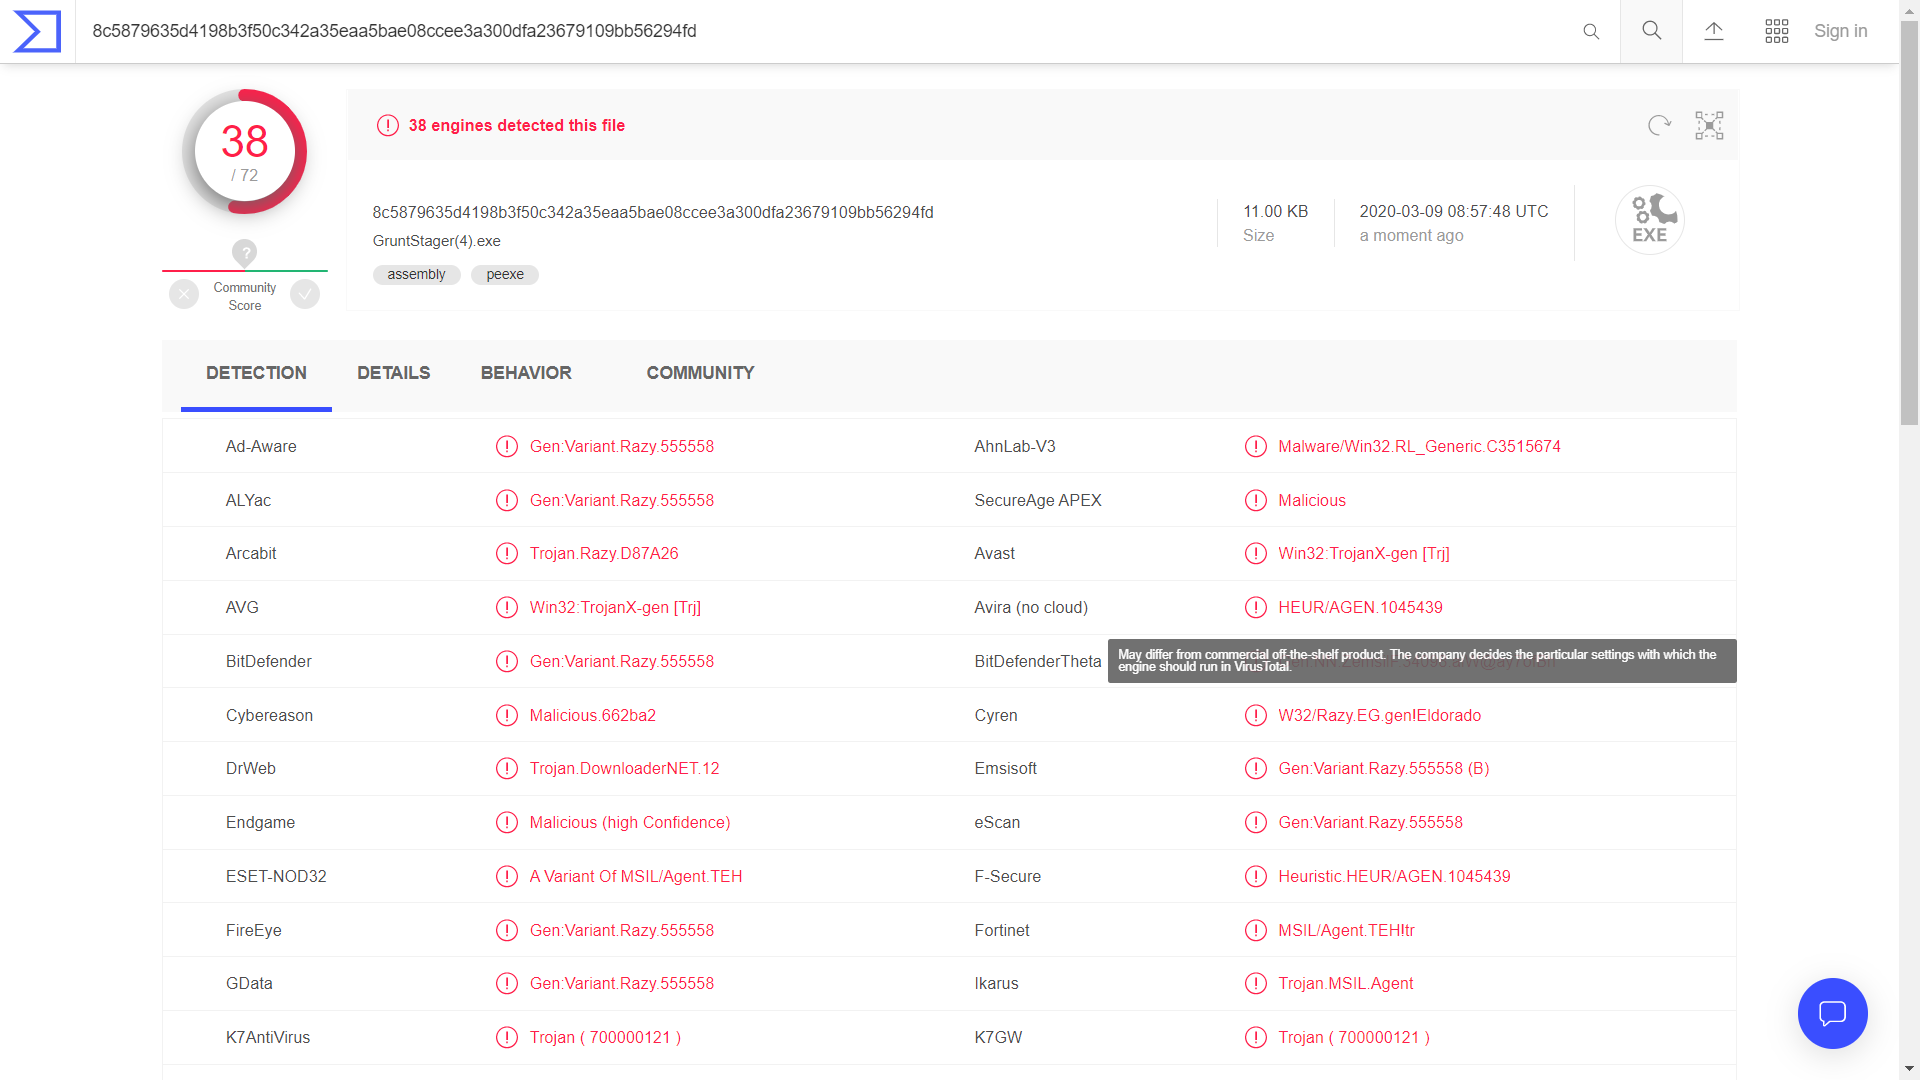 8c5879635d4198b3f50c342a35eaa5bae08ccee3a300dfa23679109bb56294fd
Sign in
38
/ 72
38 engines detected this file
8c5879635d4198b3f50c342a35eaa5bae08ccee3a300dfa23679109bb56294fd
GruntStager(4).exe
assembly peexe
11.00 KB
Size
2020-03-09 08:57:48 UTC
a moment ago
EXE
?
Community
Score
DETECTION DETAILS BEHAVIOR COMMUNITY
Ad-Aware Gen:Variant.Razy.555558 AhnLab-V3 Malware/Win32.RL_Generic.C3515674
ALYac Gen:Variant.Razy.555558 SecureAge APEX Malicious
Arcabit Trojan.Razy.D87A26 Avast Win32:TrojanX-gen [Trj]
AVG Win32:TrojanX-gen [Trj] Avira (no cloud) HEUR/AGEN.1045439
BitDefender Gen:Variant.Razy.555558 BitDefenderTheta
May differ from commercial off-the-shelf product. The company decides the particular settings with which the
engine should run in VirusTotal.
Cybereason Malicious.662ba2 Cyren W32/Razy.EG.gen!Eldorado
DrWeb Trojan.DownloaderNET.12 Emsisoft Gen:Variant.Razy.555558 (B)
Endgame Malicious (high Confidence) eScan Gen:Variant.Razy.555558
ESET-NOD32 A Variant Of MSIL/Agent.TEH F-Secure Heuristic.HEUR/AGEN.1045439
FireEye Gen:Variant.Razy.555558 Fortinet MSIL/Agent.TEH!tr
GData Gen:Variant.Razy.555558 Ikarus Trojan.MSIL.Agent
K7AntiVirus Trojan ( 700000121 ) K7GW Trojan ( 700000121 )